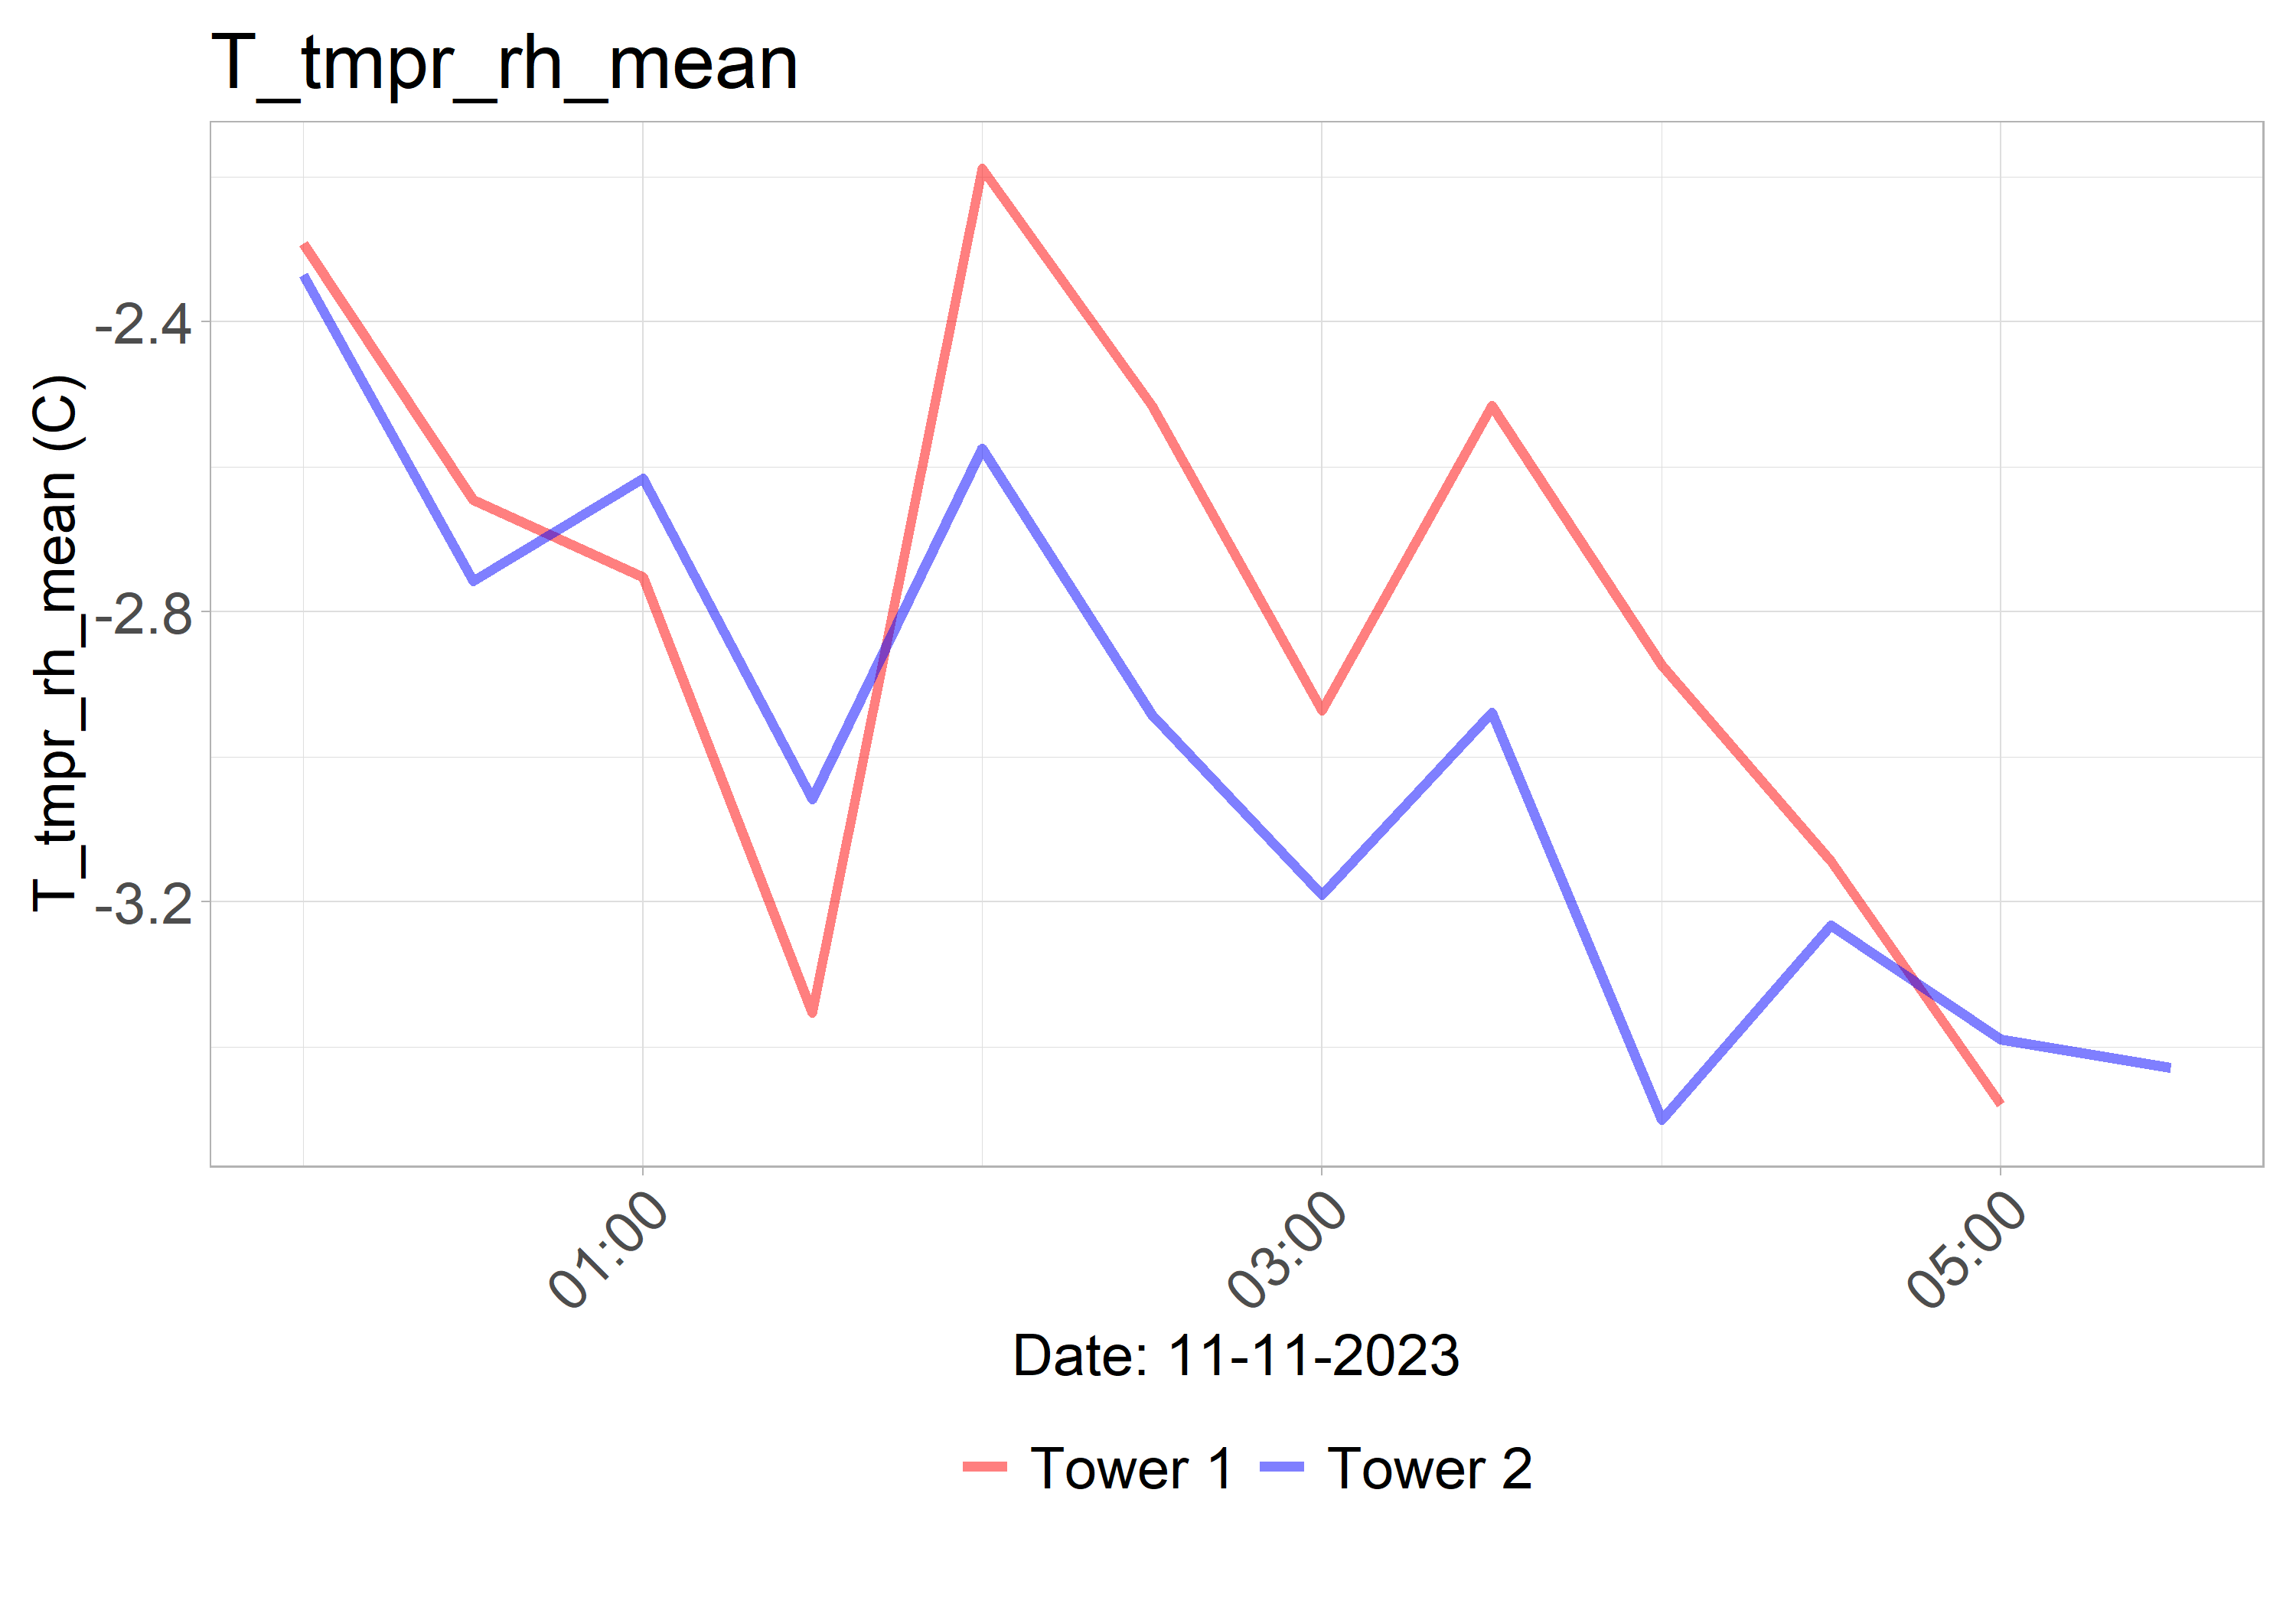 T_tmpr_rh_mean
T_tmpr_rh_mean (C)
-2.4
-2.8
-3.2
01:00
03:00
05:00
Date: 11-11-2023
Tower 1
Tower 2